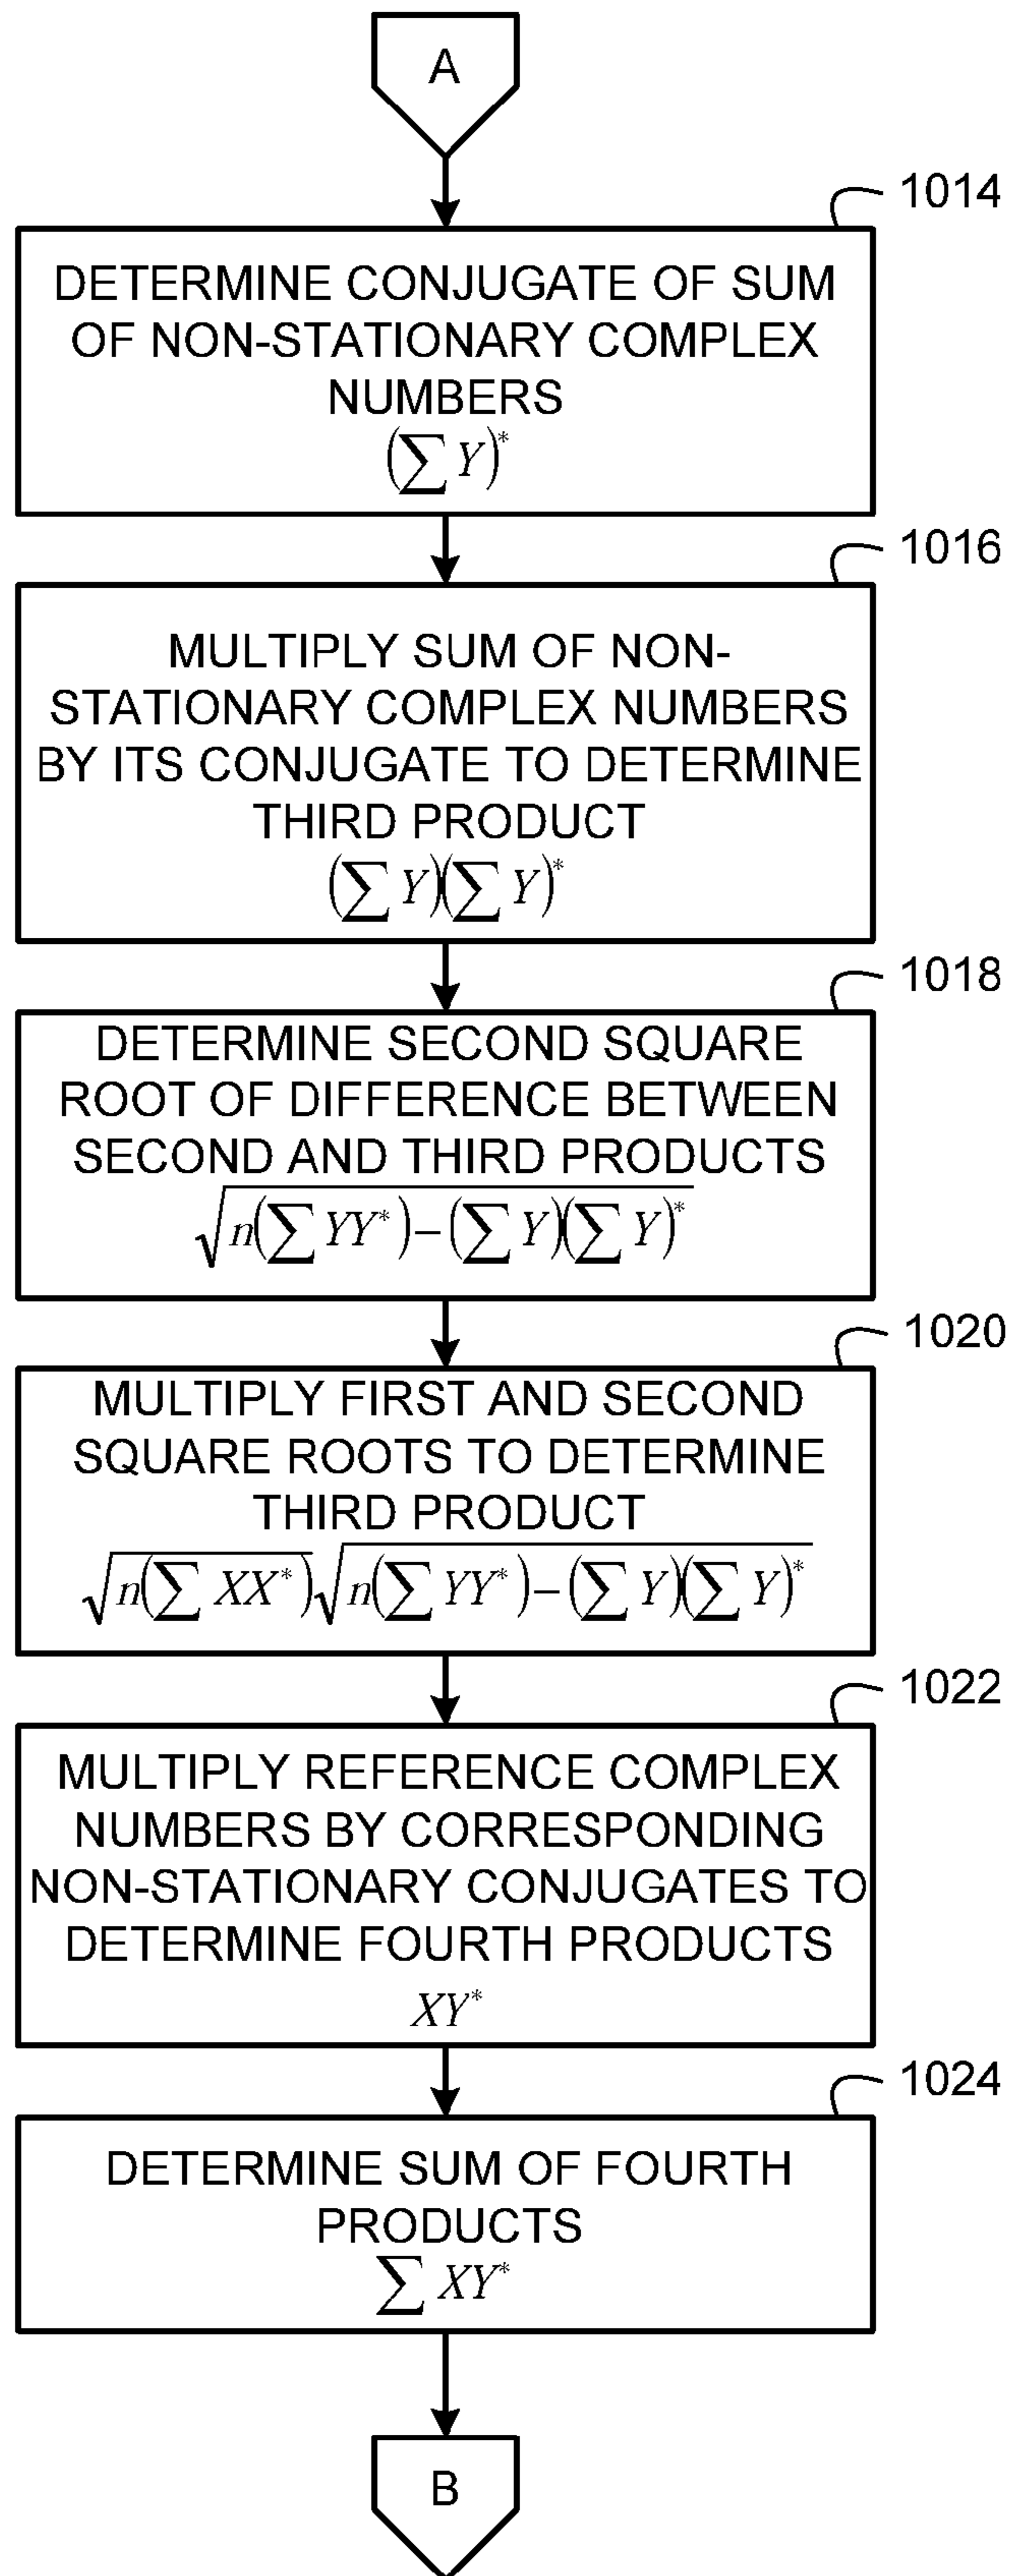 A
1014
DETERMINE CONJUGATE OF SUM
OF NON-STATIONARY COMPLEX
NUMBERS
(∑ Y)*
1016
MULTIPLY SUM OF NON-
STATIONARY COMPLEX NUMBERS
BY ITS CONJUGATE TO DETERMINE
THIRD PRODUCT
(∑ Y)(∑ Y)*
1018
DETERMINE SECOND SQUARE
ROOT OF DIFFERENCE BETWEEN
SECOND AND THIRD PRODUCTS
√(n(∑ YY*) − (∑ Y)(∑ Y)*)
1020
MULTIPLY FIRST AND SECOND
SQUARE ROOTS TO DETERMINE
THIRD PRODUCT
√(n(∑ XX*))√(n(∑ YY*) − (∑ Y)(∑ Y)*)
1022
MULTIPLY REFERENCE COMPLEX
NUMBERS BY CORRESPONDING
NON-STATIONARY CONJUGATES TO
DETERMINE FOURTH PRODUCTS
XY*
1024
DETERMINE SUM OF FOURTH
PRODUCTS
∑ XY*
B